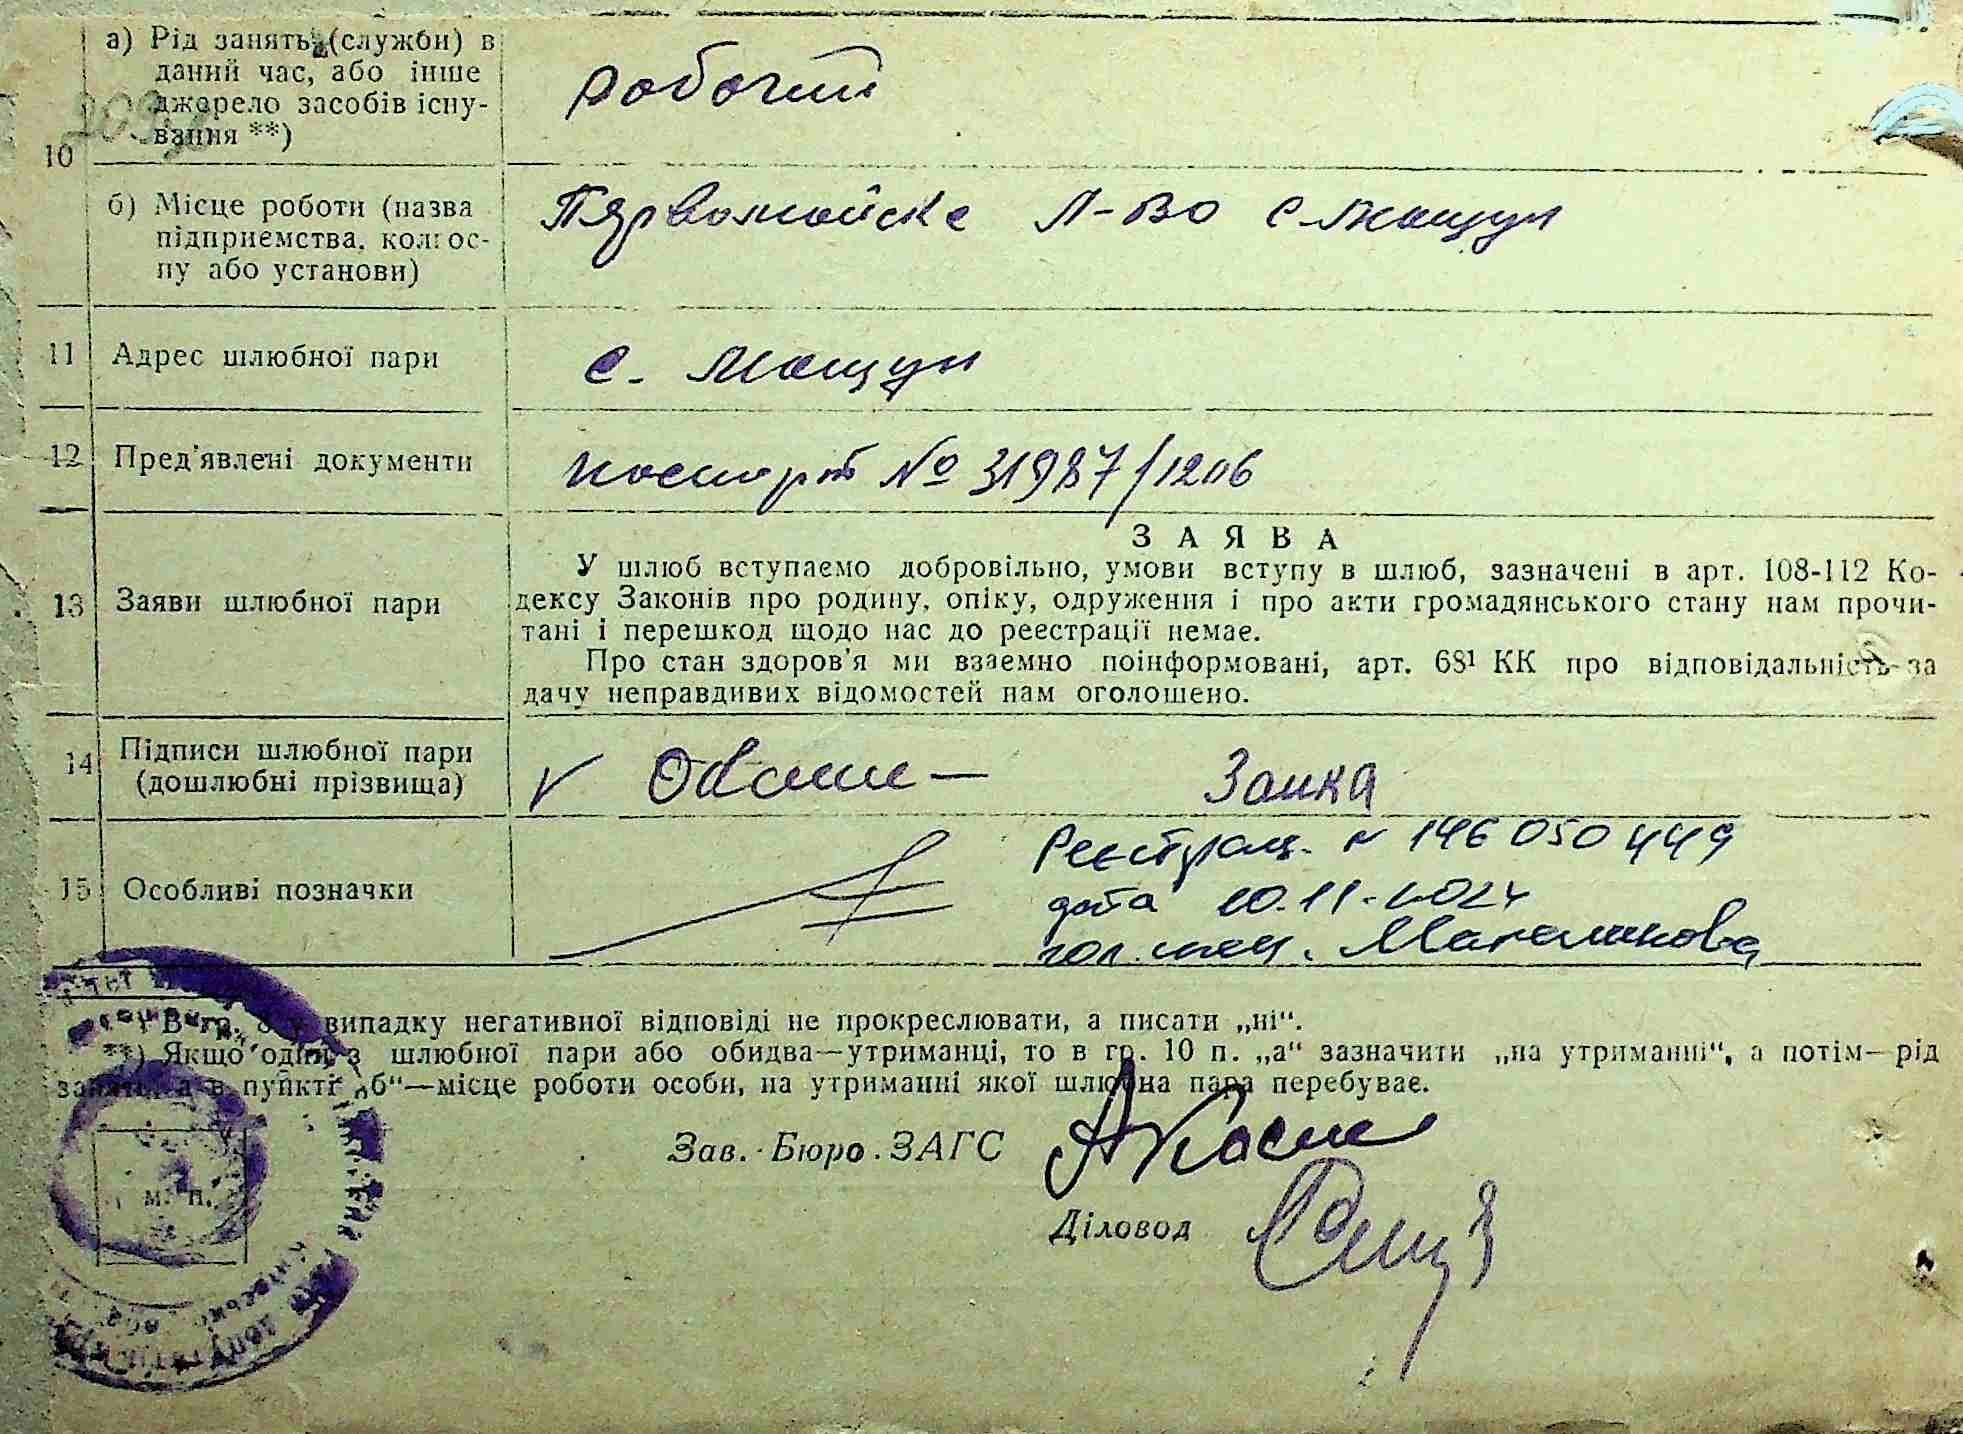 а) Рід занять (служби) в
даний час, або інше
джерело засобів існу-
вання **)
робочий
10
б) Місце роботи (назва
підприємства, колгос-
пу або установи)
Л-во с. Мощун
11 Адрес шлюбної пари
с. Мощун
12 Пред'явлені документи
паспорт № 31987/1206
ЗАЯВА
13 Заяви шлюбної пари
У шлюб вступаємо добровільно, умови вступу в шлюб, зазначені в арт. 108-112 Ко-
дексу Законів про родину, опіку, одруження і про акти громадянського стану нам прочи-
тані і перешкод щодо нас до реєстрації немає.
Про стан здоров'я ми взаємно поінформовані, арт. 68¹ КК про відповідальність за
дачу неправдивих відомостей нам оголошено.
14 Підписи шлюбної пари
(дошлюбні прізвища)
Заика
15 Особливі позначки
Реєстрац. № 146 050 449
дата 10.11.2024
гол. спец.
*) В гр. 8 у випадку негативної відповіді не прокреслювати, а писати „ні“.
**) Якщо один з шлюбної пари або обидва—утриманці, то в гр. 10 п. „а“ зазначити „на утриманні“, а потім—рід
занять, а в пункті „б“—місце роботи особи, на утриманні якої шлюбна пара перебуває.
Зав. Бюро ЗАГС
м. п.
Діловод